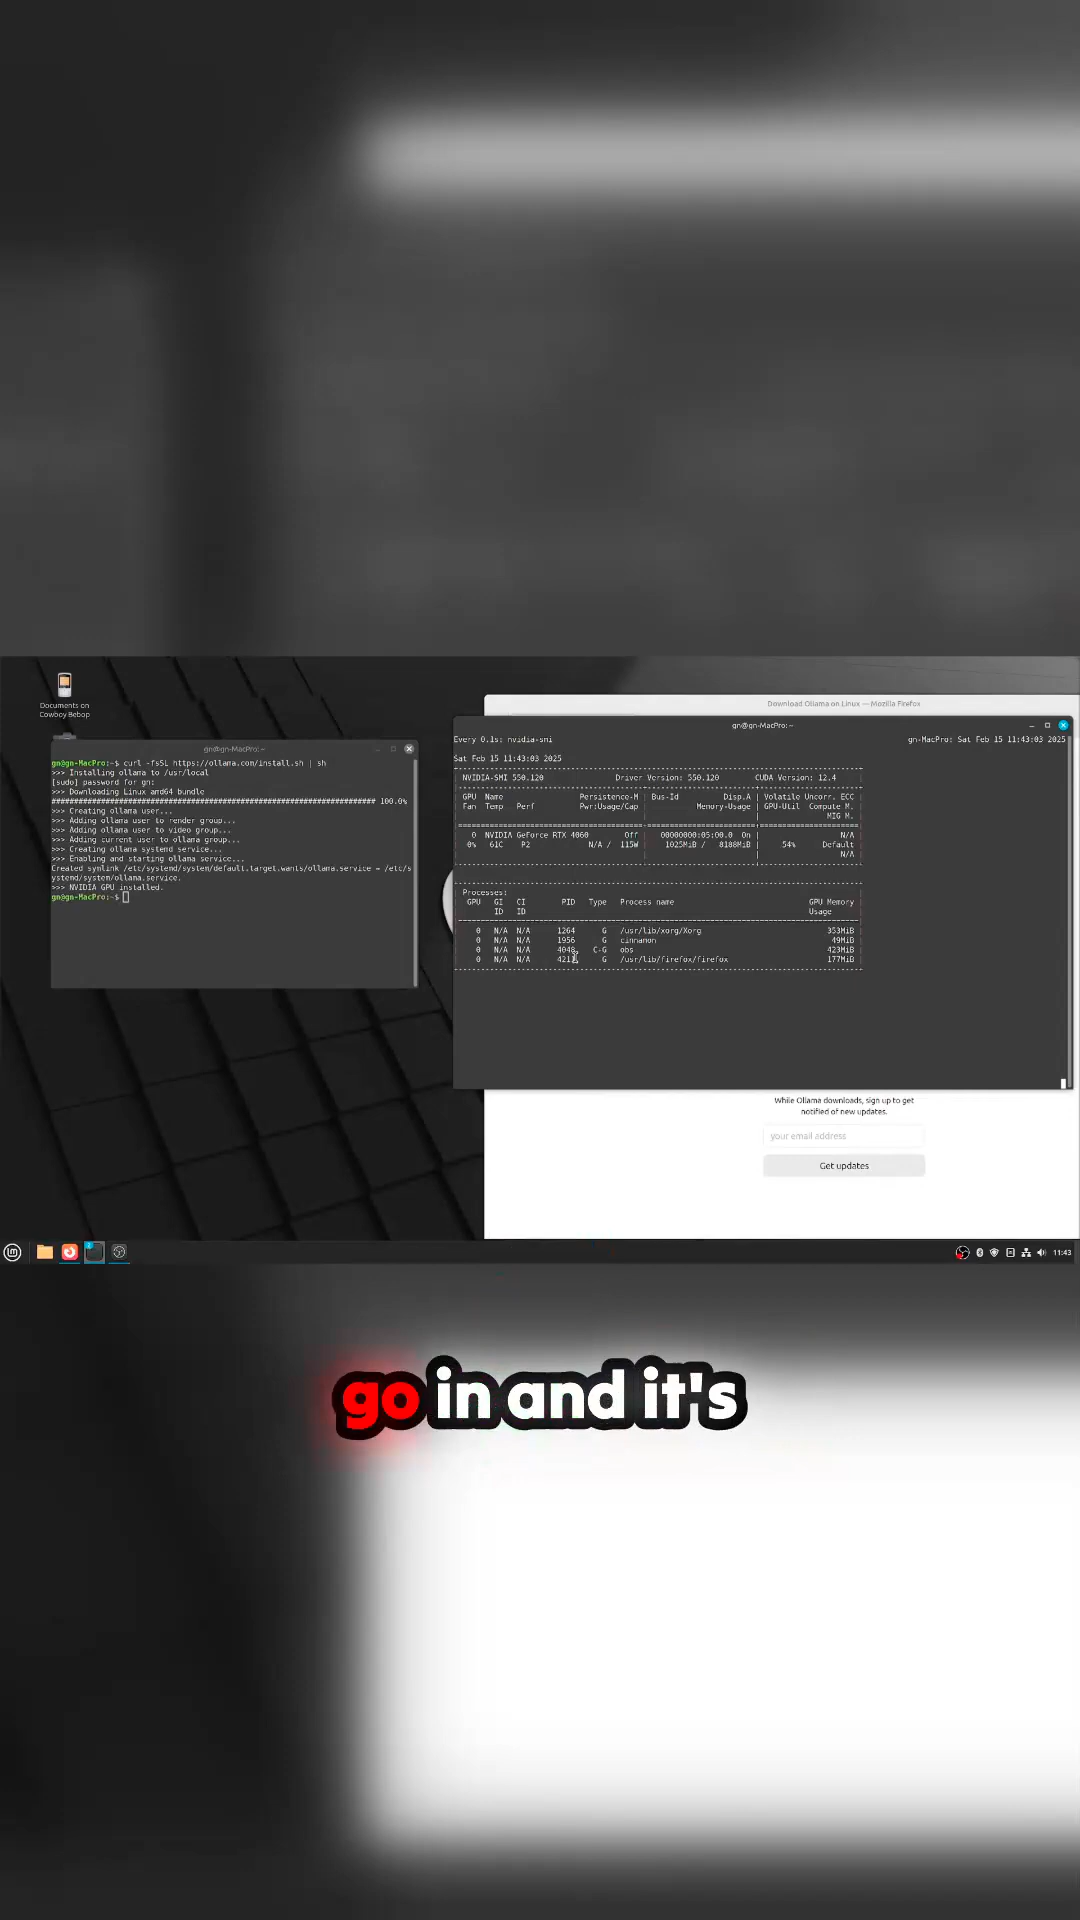 Documents on
Cowboy Bebop
Download Ollama on Linux — Mozilla Firefox
gn@gn-MacPro: ~
gn@gn-MacPro:~$ curl -fsSL https://ollama.com/install.sh | sh
>>> Installing ollama to /usr/local
[sudo] password for gn:
>>> Downloading Linux amd64 bundle
######################################################################## 100.0%
>>> Creating ollama user...
>>> Adding ollama user to render group...
>>> Adding ollama user to video group...
>>> Adding current user to ollama group...
>>> Creating ollama systemd service...
>>> Enabling and starting ollama service...
Created symlink /etc/systemd/system/default.target.wants/ollama.service → /etc/s
ystemd/system/ollama.service.
>>> NVIDIA GPU installed.
gn@gn-MacPro:~$
gn@gn-MacPro: ~
Every 0.1s: nvidia-smi gn-MacPro: Sat Feb 15 11:43:03 2025
Sat Feb 15 11:43:03 2025
NVIDIA-SMI 550.120 Driver Version: 550.120 CUDA Version: 12.4
GPU Name Persistence-M | Bus-Id Disp.A | Volatile Uncorr. ECC
Fan Temp Perf Pwr:Usage/Cap | Memory-Usage | GPU-Util Compute M.
MIG M.
0 NVIDIA GeForce RTX 4060 Off | 00000000:05:00.0 On | N/A
0% 61C P2 N/A / 115W | 1025MiB / 8188MiB | 54% Default
N/A
Processes:
GPU GI CI PID Type Process name GPU Memory
ID ID Usage
0 N/A N/A 1264 G /usr/lib/xorg/Xorg 353MiB
0 N/A N/A 1956 G cinnamon 49MiB
0 N/A N/A 4048 C-G obs 423MiB
0 N/A N/A G /usr/lib/firefox/firefox 177MiB
While Ollama downloads, sign up to get
notified of new updates.
your email address
Get updates
11:43
go in and it's